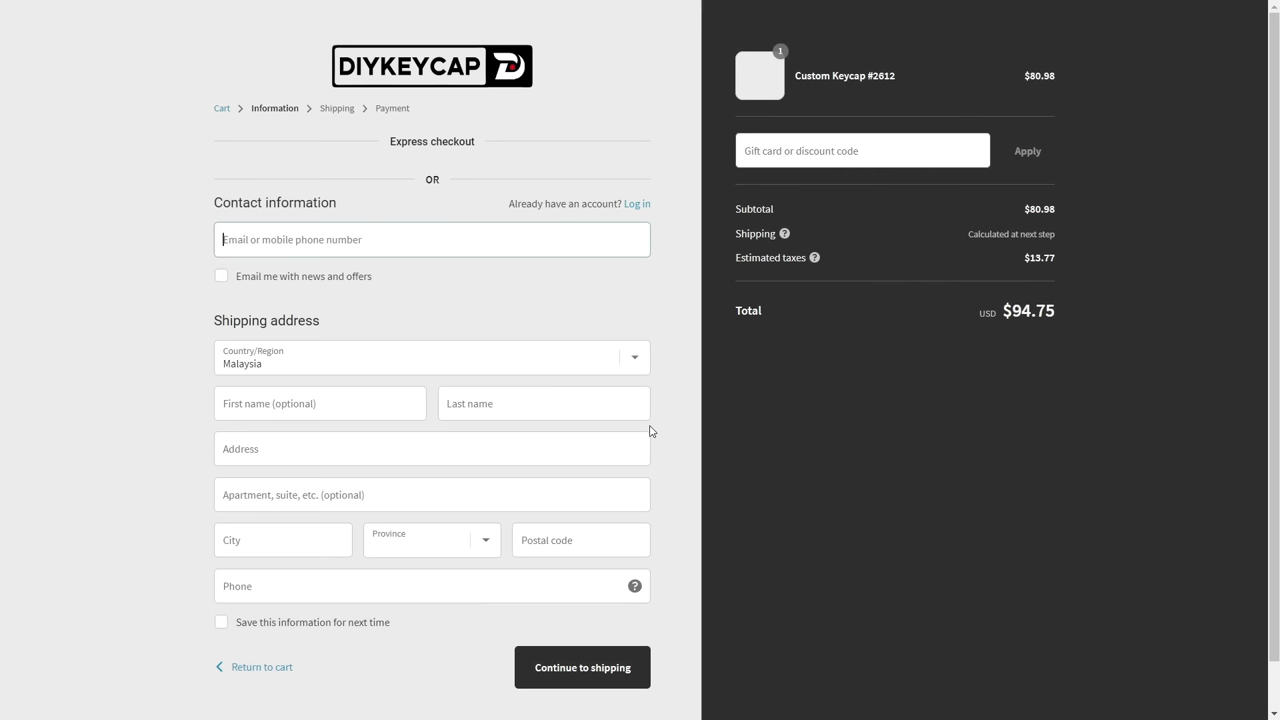 DIYKEYCAP
Cart > Information > Shipping > Payment
Express checkout
OR
Contact information
Already have an account? Log in
Email or mobile phone number
Email me with news and offers
Shipping address
Country/Region
Malaysia
First name (optional)
Last name
Address
Apartment, suite, etc. (optional)
City
Province
Postal code
Phone
?
Save this information for next time
Return to cart
Continue to shipping
1
Custom Keycap #2612
$80.98
Gift card or discount code
Apply
Subtotal
$80.98
Shipping ?
Calculated at next step
Estimated taxes ?
$13.77
Total
USD $94.75